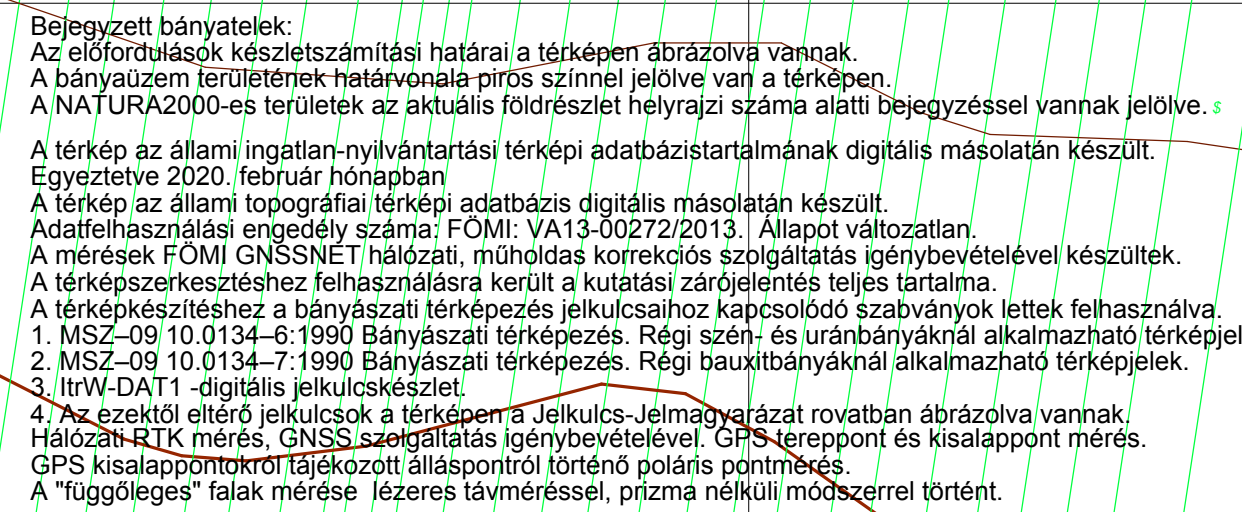 Bejegyzett bányatelek:
Az előfordulások készletszámítási határai a térképen ábrázolva vannak.
A bányaüzem területének határvonala piros színnel jelölve van a térképen.
A NATURA2000-es területek az aktuális földrészlet helyrajzi száma alatti bejegyzéssel vannak jelölve. $
A térkép az állami ingatlan-nyilvántartási térképi adatbázistartalmának digitális másolatán készült.
Egyeztetve 2020. február hónapban
A térkép az állami topográfiai térképi adatbázis digitális másolatán készült.
Adatfelhasználási engedély száma: FÖMI: VA13-00272/2013.  Állapot változatlan.
A mérések FÖMI GNSSNET hálózati, műholdas korrekciós szolgáltatás igénybevételével készültek.
A térképszerkesztéshez felhasználásra került a kutatási zárójelentés teljes tartalma.
A térképkészítéshez a bányászati térképezés jelkulcsaihoz kapcsolódó szabványok lettek felhasználva.
1. MSZ–09 10.0134–6:1990 Bányászati térképezés. Régi szén- és uránbányáknál alkalmazható térképjel
2. MSZ–09 10.0134–7:1990 Bányászati térképezés. Régi bauxitbányáknál alkalmazható térképjelek.
3. ItrW-DAT1 -digitális jelkulcskészlet.
4. Az ezektől eltérő jelkulcsok a térképen a Jelkulcs-Jelmagyarázat rovatban ábrázolva vannak.
Hálózati RTK mérés, GNSS szolgáltatás igénybevételével. GPS tereppont és kisalappont mérés.
GPS kisalappontokról tájékozott álláspontról történő poláris pontmérés.
A "függőleges" falak mérése  lézeres távméréssel, prizma nélküli módszerrel történt.